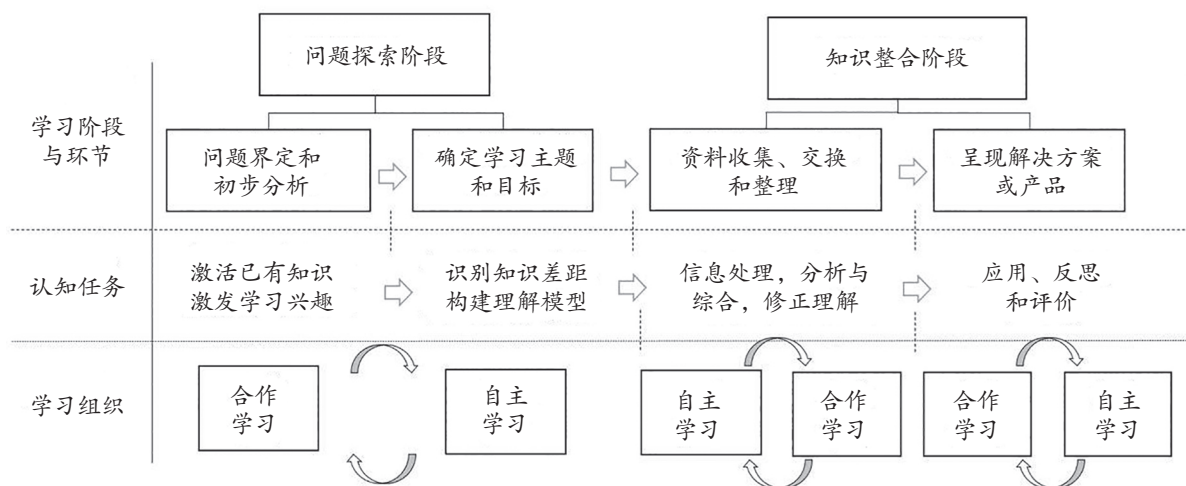 问题探索阶段
知识整合阶段
学习阶段
与环节
问题界定和
初步分析
确定学习主题
和目标
资料收集、交换
和整理
呈现解决方案
或产品
认知任务
激活已有知识
激发学习兴趣
识别知识差距
构建理解模型
信息处理，分析与
综合，修正理解
应用、反思
和评价
学习组织
合作
学习
自主
学习
自主
学习
合作
学习
合作
学习
自主
学习